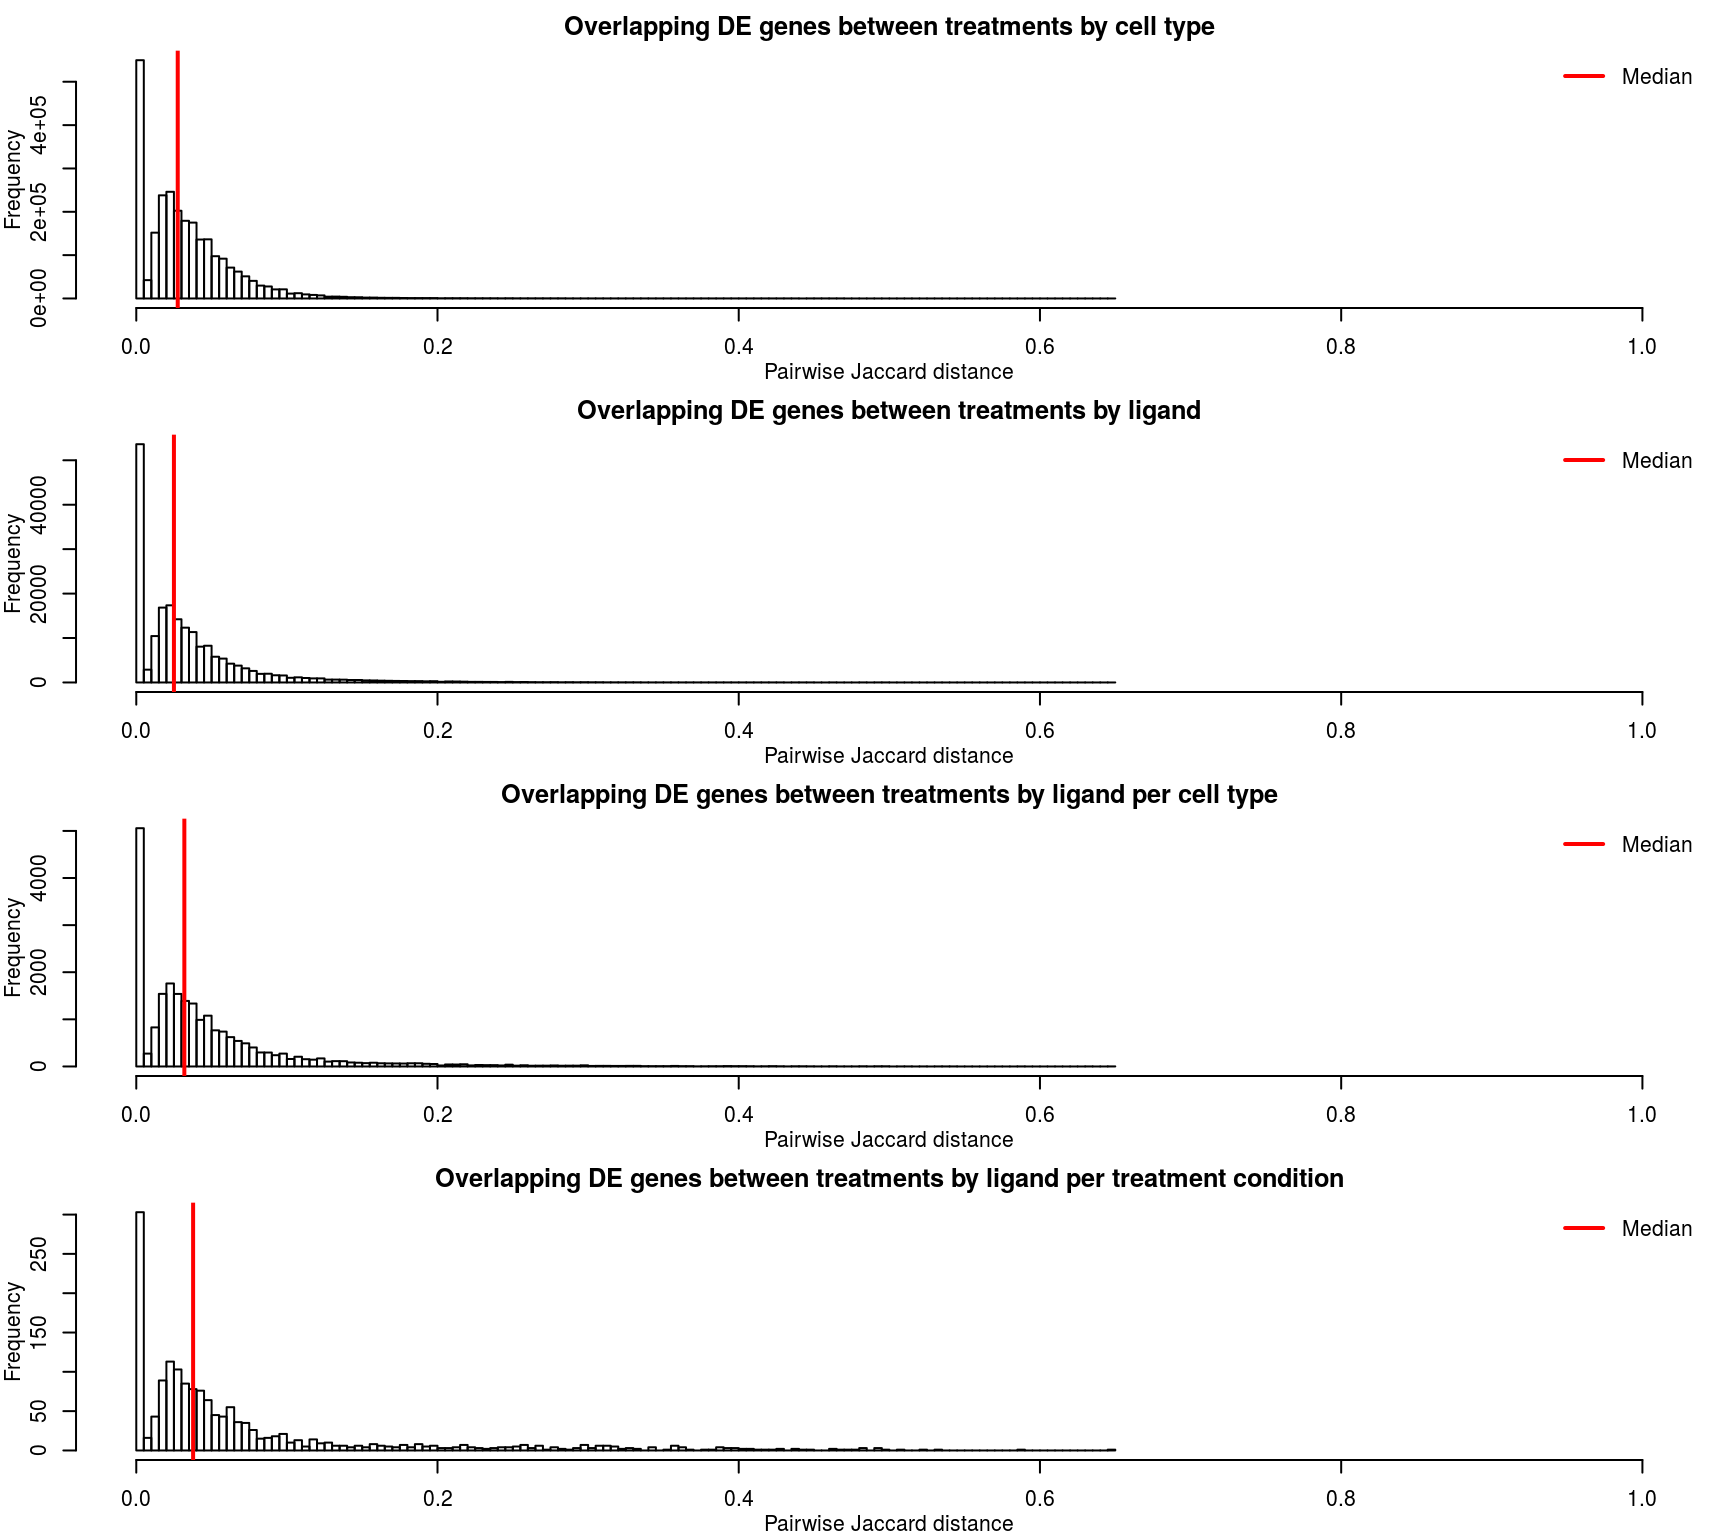 Overlapping DE genes between treatments by cell type
Median
Frequency
0e+00 2e+05 4e+05
0.0 0.2 0.4 0.6 0.8 1.0
Pairwise Jaccard distance
Overlapping DE genes between treatments by ligand
Median
Frequency
0 20000 40000
0.0 0.2 0.4 0.6 0.8 1.0
Pairwise Jaccard distance
Overlapping DE genes between treatments by ligand per cell type
Median
Frequency
0 2000 4000
0.0 0.2 0.4 0.6 0.8 1.0
Pairwise Jaccard distance
Overlapping DE genes between treatments by ligand per treatment condition
Median
Frequency
0 50 150 250
0.0 0.2 0.4 0.6 0.8 1.0
Pairwise Jaccard distance